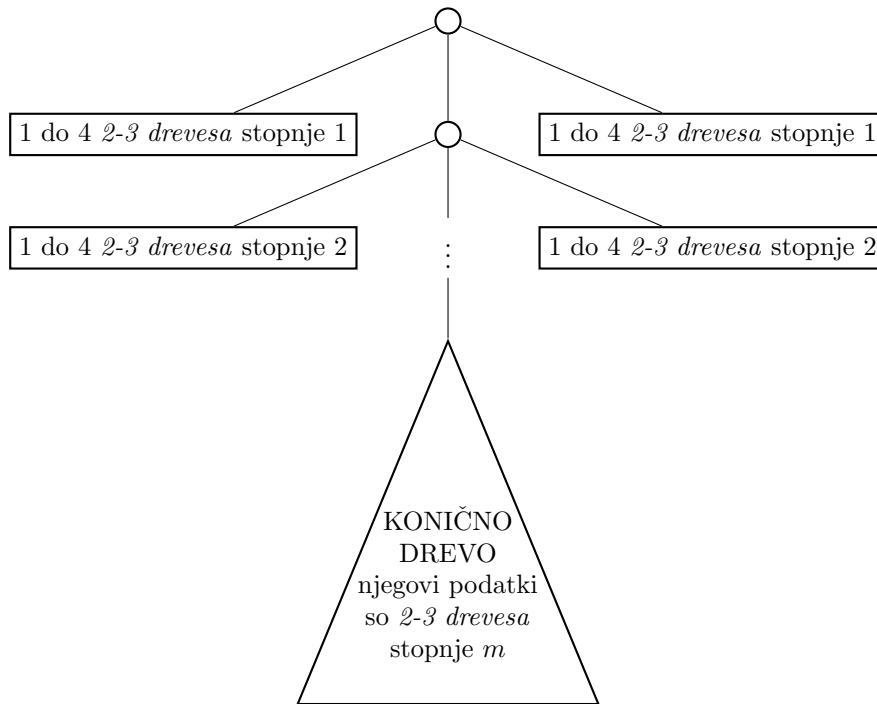 1 do 4 2-3 drevesa stopnje 1
1 do 4 2-3 drevesa stopnje 1
1 do 4 2-3 drevesa stopnje 2
1 do 4 2-3 drevesa stopnje 2
KONIČNO
DREVO
njegovi podatki
so 2-3 drevesa
stopnje m